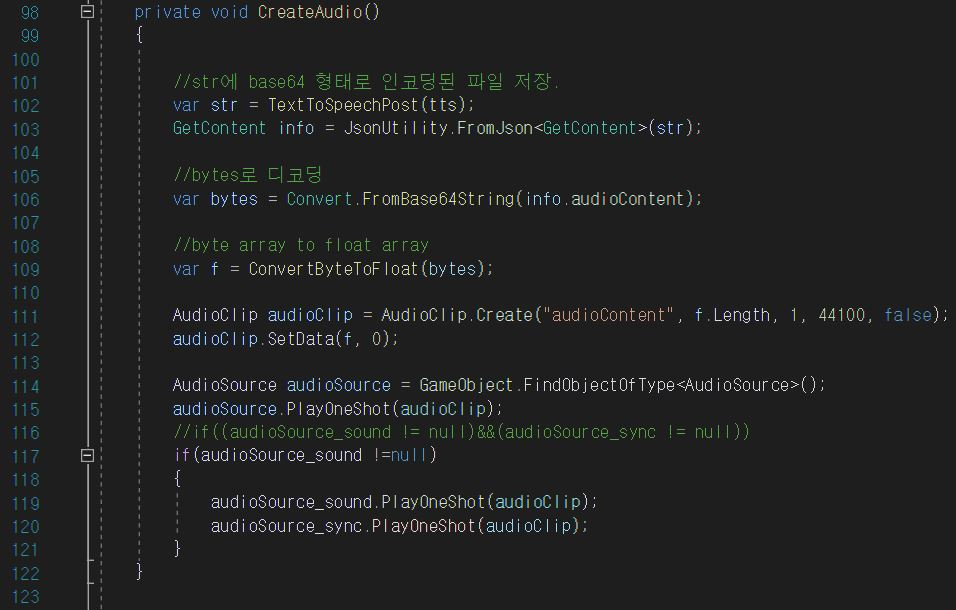 98 private void CreateAudio()
99 {
100
101 //str에 base64 형태로 인코딩된 파일 저장.
102 var str = TextToSpeechPost(tts);
103 GetContent info = JsonUtility.FromJson<GetContent>(str);
104
105 //bytes로 디코딩
106 var bytes = Convert.FromBase64String(info.audioContent);
107
108 //byte array to float array
109 var f = ConvertByteToFloat(bytes);
110
111 AudioClip audioClip = AudioClip.Create("audioContent", f.Length, 1, 44100, false);
112 audioClip.SetData(f, 0);
113
114 AudioSource audioSource = GameObject.FindObjectOfType<AudioSource>();
115 audioSource.PlayOneShot(audioClip);
116 //if((audioSource_sound != null)&&(audioSource_sync != null))
117 if(audioSource_sound !=null)
118 {
119 audioSource_sound.PlayOneShot(audioClip);
120 audioSource_sync.PlayOneShot(audioClip);
121 }
122 }
123